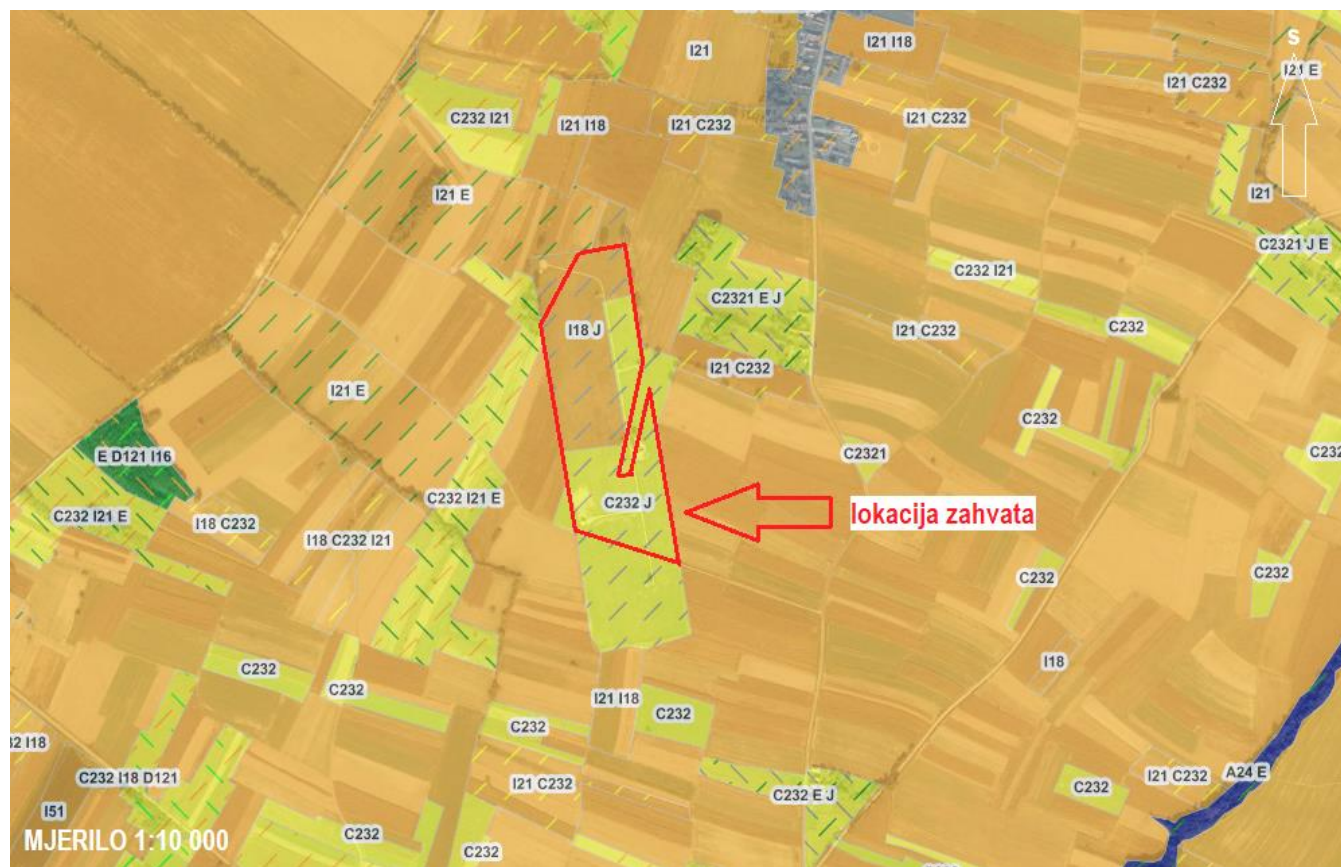 I21
I21 I18
S
I21 E
I21 C232
C232 I21
I21 I18
I21 C232
I21 C232
I21 E
I21
C2321 J E
C232 I21
C2321 E J
C232
I18 J
I21 C232
I21 C232
I21 E
C232
C2321
C232
E D121 I16
C232 I21 E
C232 J
lokacija zahvata
C232 I21 E
I18 C232
I18 C232 I21
C232
C232
I18
C232
C232
I21 I18
C232
C232
I18
C232 I18 D121
I21 C232
C232 E J
C232
I21 C232
A24 E
I51
MJERILO 1:10 000
C232
C232